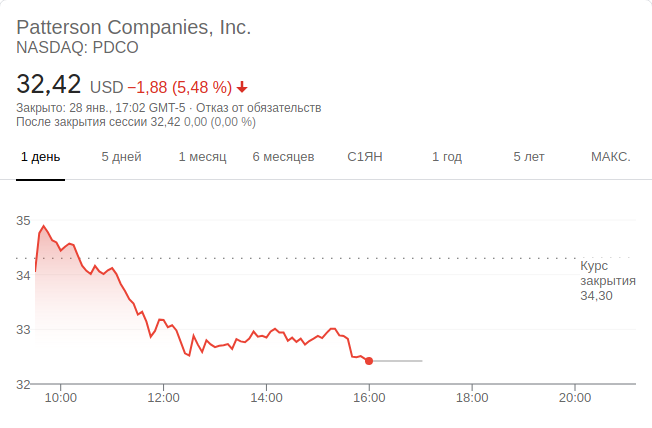 Patterson Companies, Inc.
NASDAQ: PDCO
32,42 USD −1,88 (5,48 %)
Закрыто: 28 янв., 17:02 GMT-5 · Отказ от обязательств
После закрытия сессии 32,42 0,00 (0,00 %)
1 день 5 дней 1 месяц 6 месяцев С1ЯН 1 год 5 лет МАКС.
35
Курс
закрытия
34,30
34
33
32
10:00 12:00 14:00 16:00 18:00 20:00